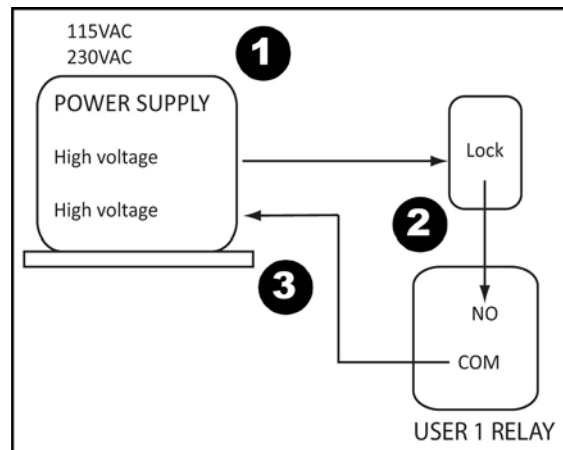 115VAC
230VAC
1
POWER SUPPLY
High voltage
Lock
High voltage
2
3
NO
COM
USER 1 RELAY